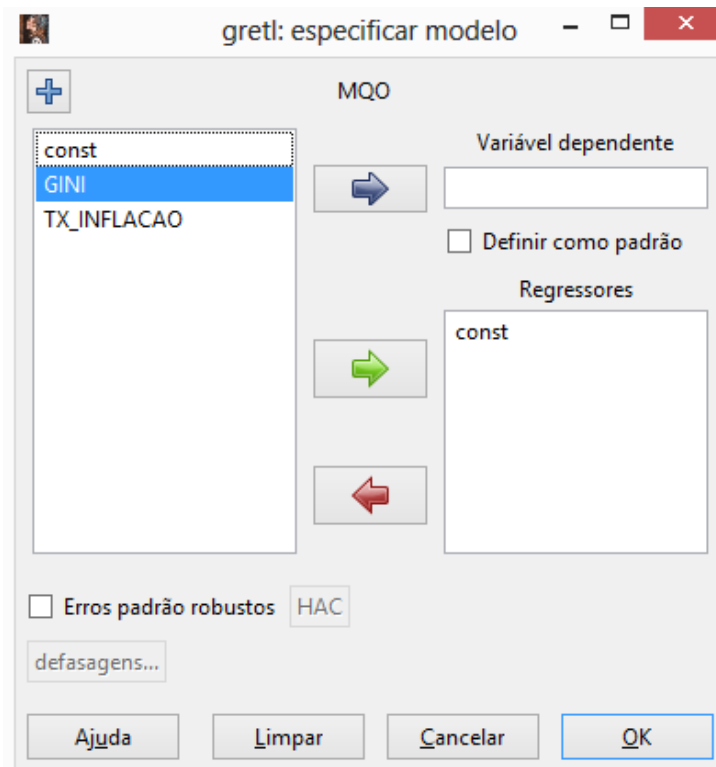 gretl: especificar modelo
MQO
const
GINI
TX_INFLACAO
Variável dependente
Definir como padrão
Regressores
const
Erros padrão robustos HAC
defasagens...
Ajuda Limpar Cancelar OK